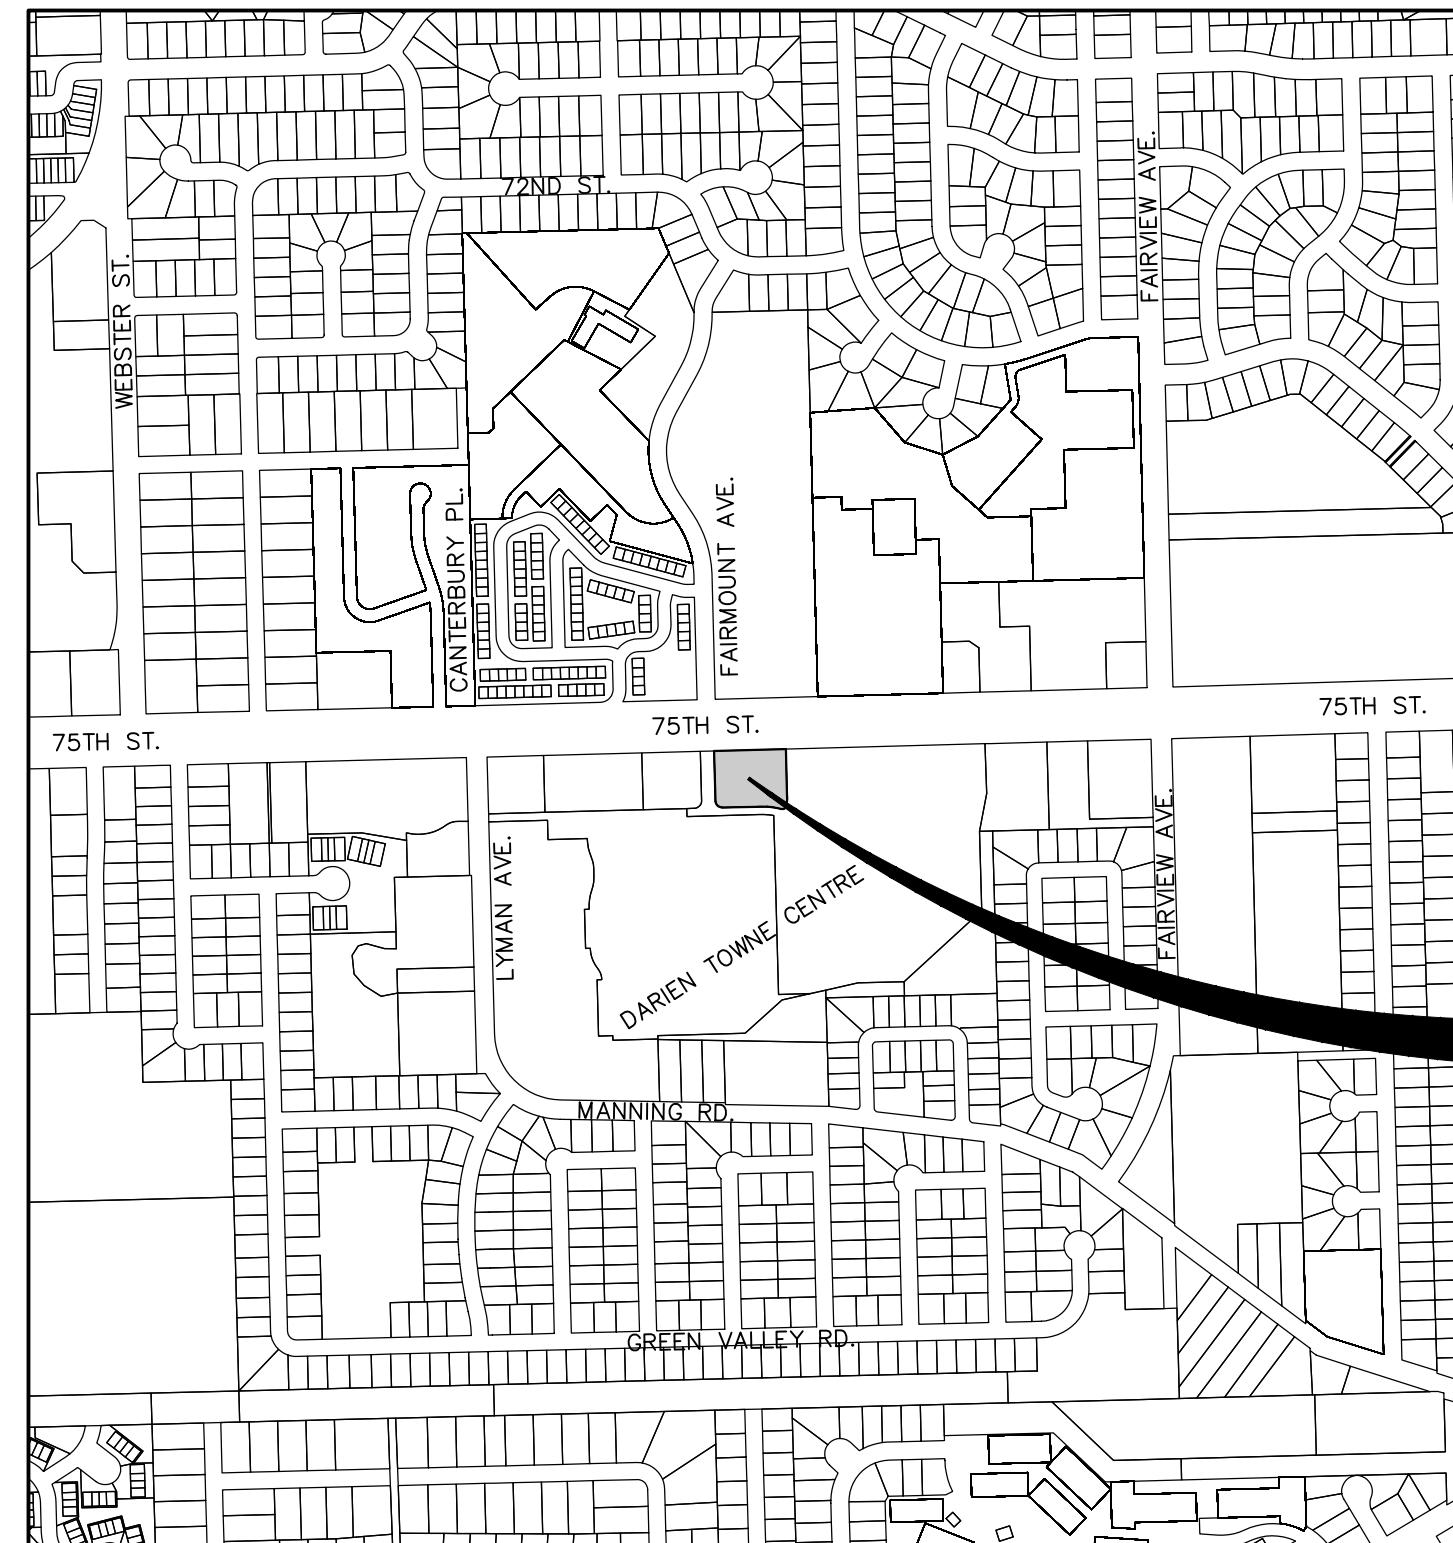 72ND ST.
FAIRVIEW AVE.
WEBSTER ST.
CANTERBURY PL.
FAIRMOUNT AVE.
75TH ST.
75TH ST.
75TH ST.
LYMAN AVE.
DARIEN TOWNE CENTRE
FAIRVIEW AVE.
MANNING RD.
GREEN VALLEY RD.